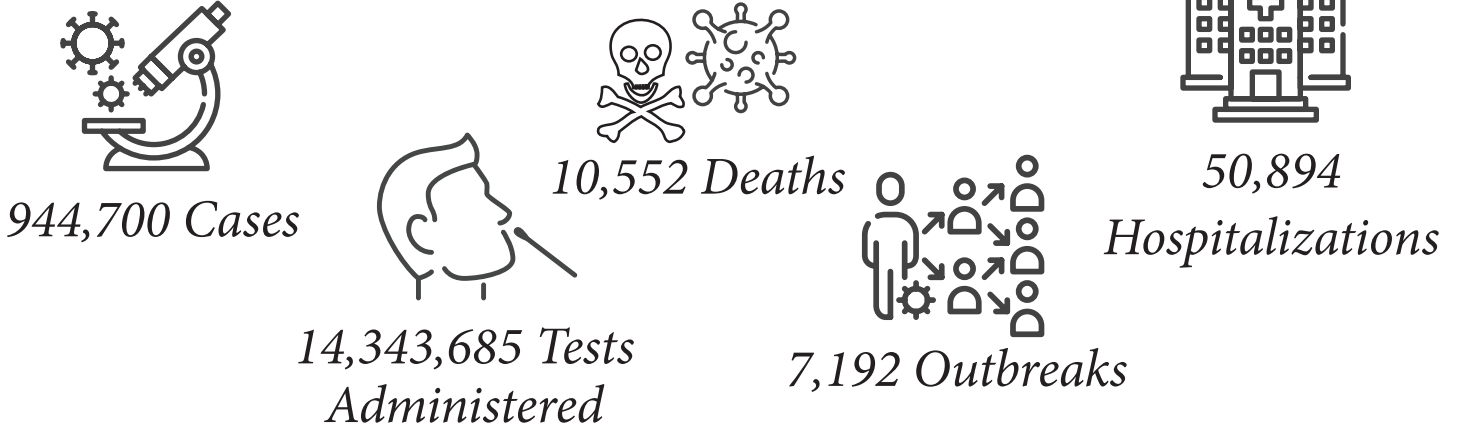 944,700 Cases
14,343,685 Tests
Administered
10,552 Deaths
7,192 Outbreaks
50,894
Hospitalizations